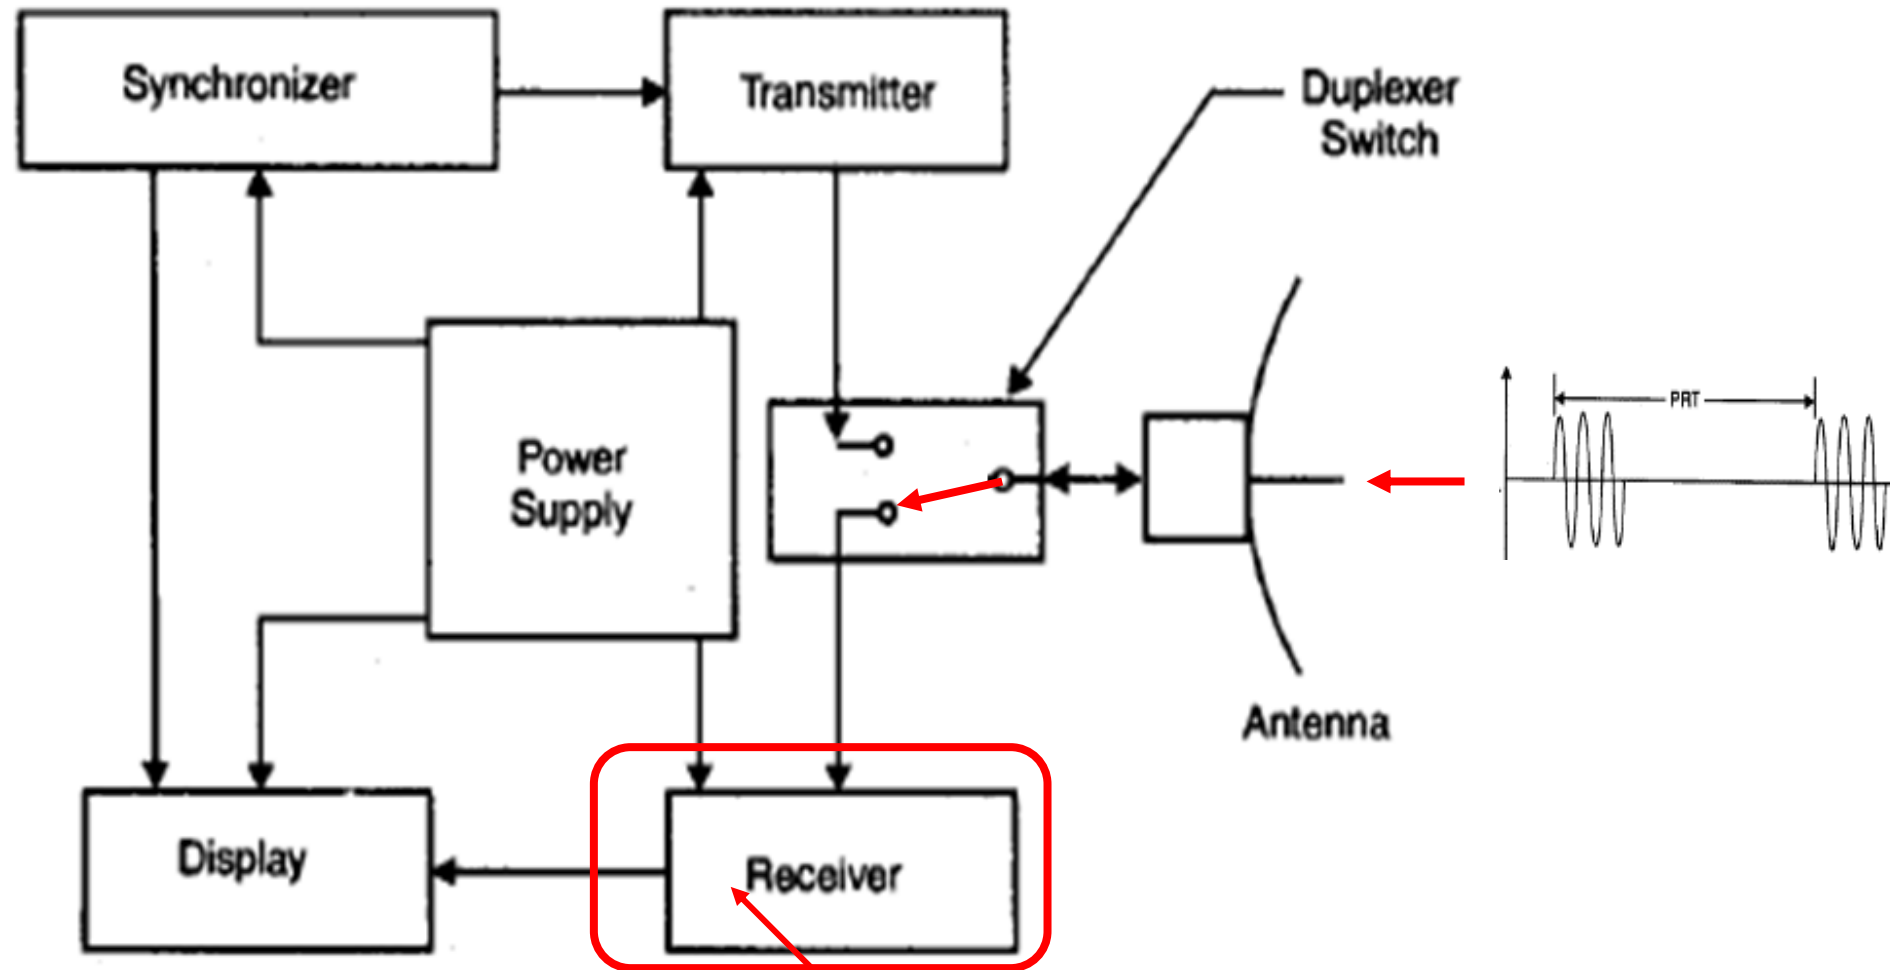 Synchronizer
Transmitter
Duplexer
Switch
PRT
Power
Supply
Antenna
Display
Receiver